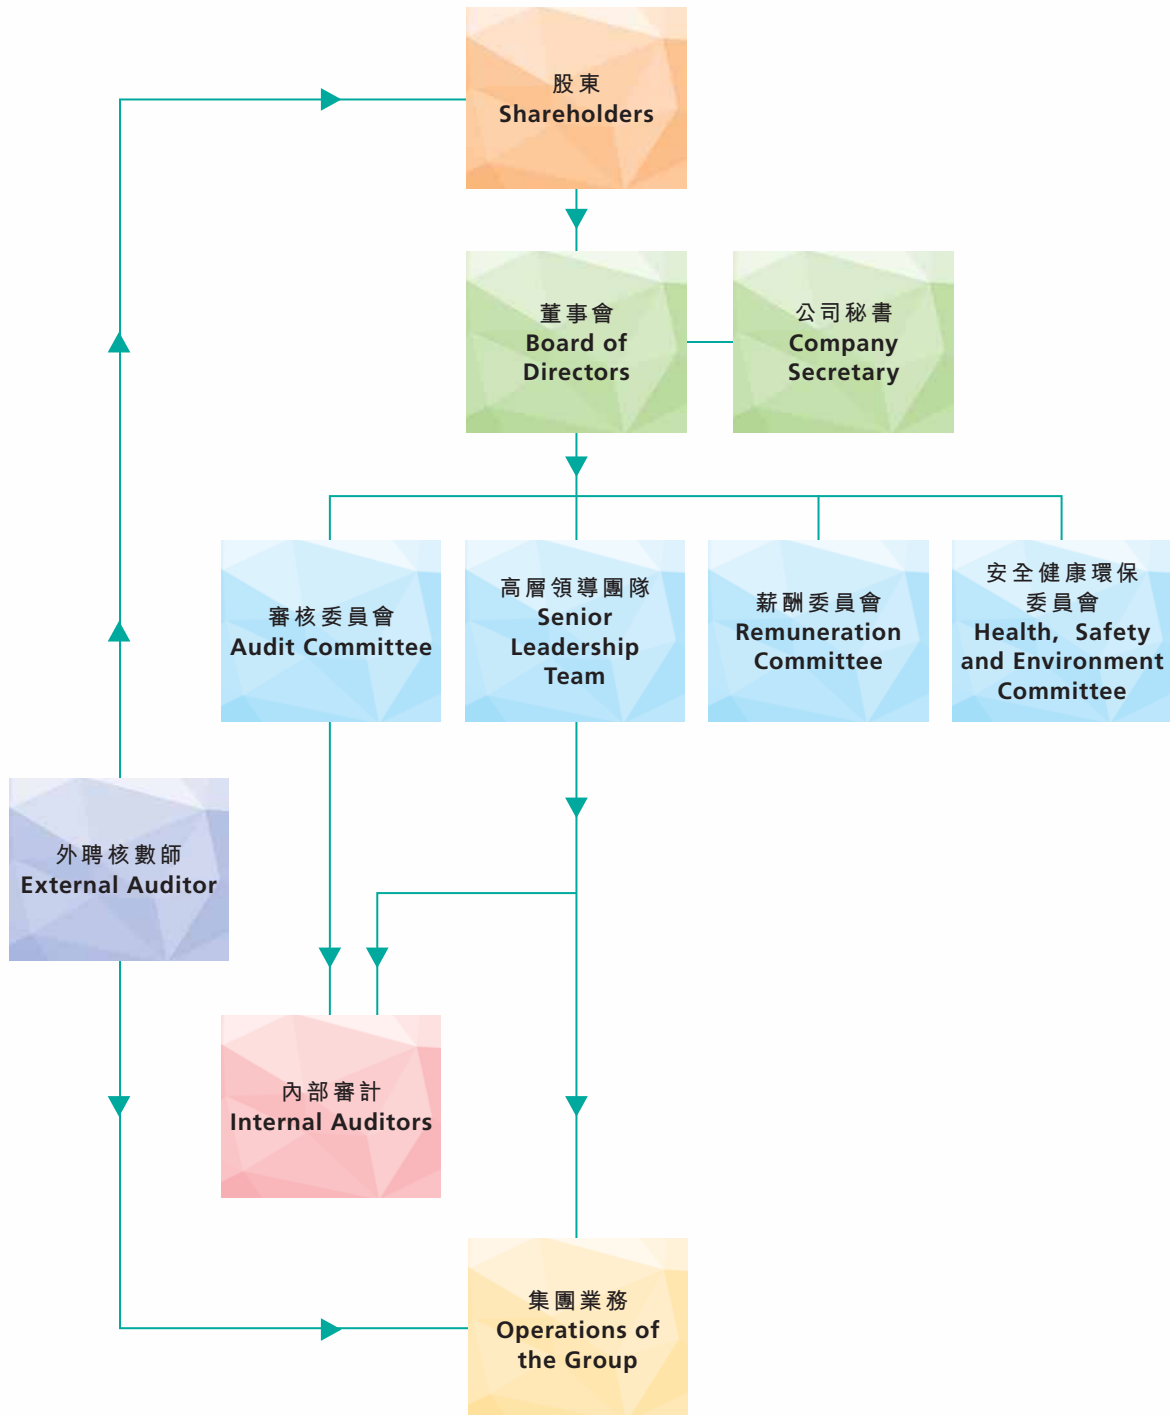 股東
Shareholders
董事會
Board of
Directors
公司秘書
Company
Secretary
審核委員會
Audit Committee
高層領導團隊
Senior
Leadership
Team
薪酬委員會
Remuneration
Committee
安全健康環保
委員會
Health, Safety
and Environment
Committee
外聘核數師
External Auditor
內部審計
Internal Auditors
集團業務
Operations of
the Group